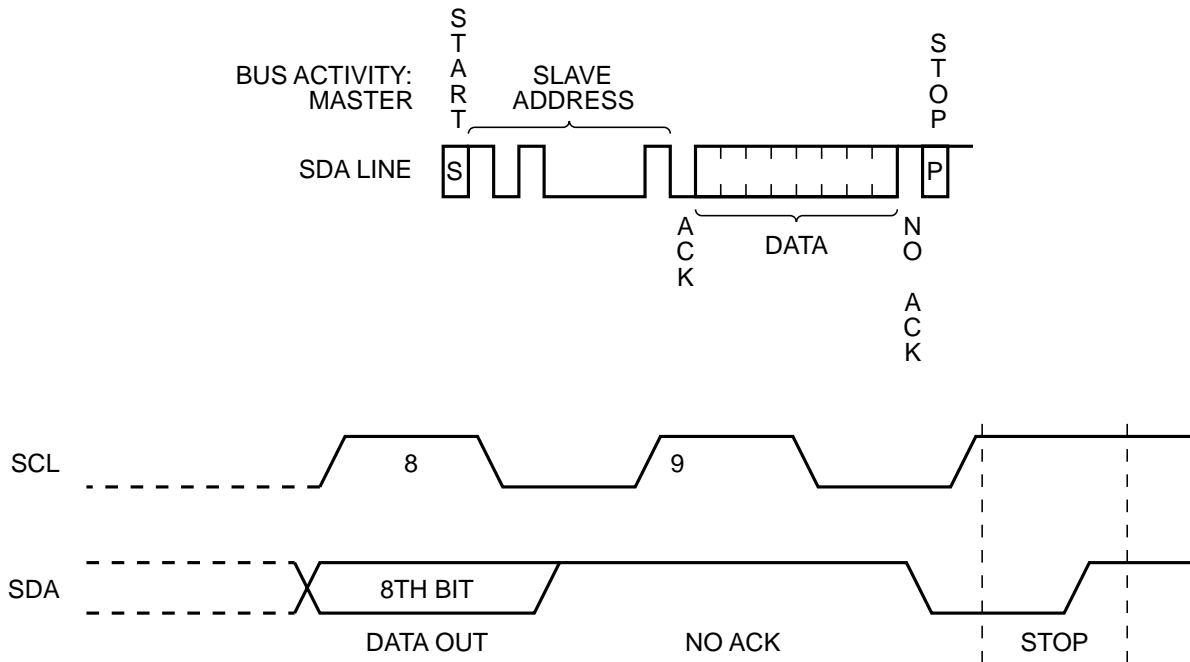 START
BUS ACTIVITY:
MASTER
SLAVE
ADDRESS
STOP
SDA LINE
S
P
ACK
DATA
NO ACK
SCL
8
9
SDA
8TH BIT
DATA OUT
NO ACK
STOP